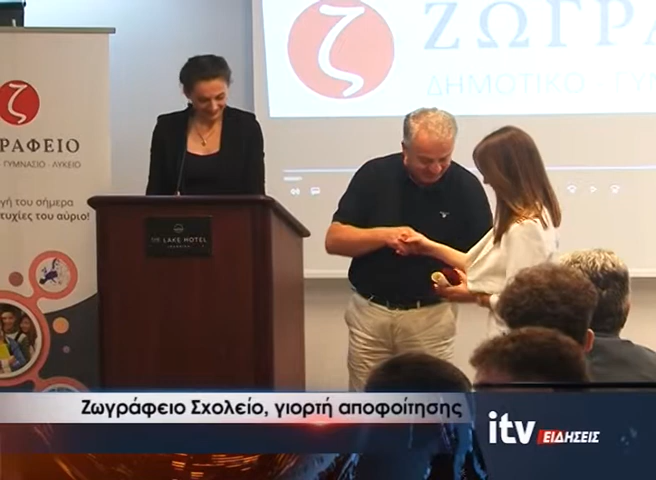 ζ
ΖΩΓΡΑ
ΔΗΜΟΤΙΚΟ · ΓΥΜ
ζ
ΡΑΦΕΙΟ
ΓΥΜΝΑΣΙΟ · ΛΥΚΕΙΟ
γή του σήμερα
τυχίες του αύριο!
THE LAKE HOTEL
Ζωγράφειο Σχολείο, γιορτή αποφοίτησης
itv ΕΙΔΗΣΕΙΣ